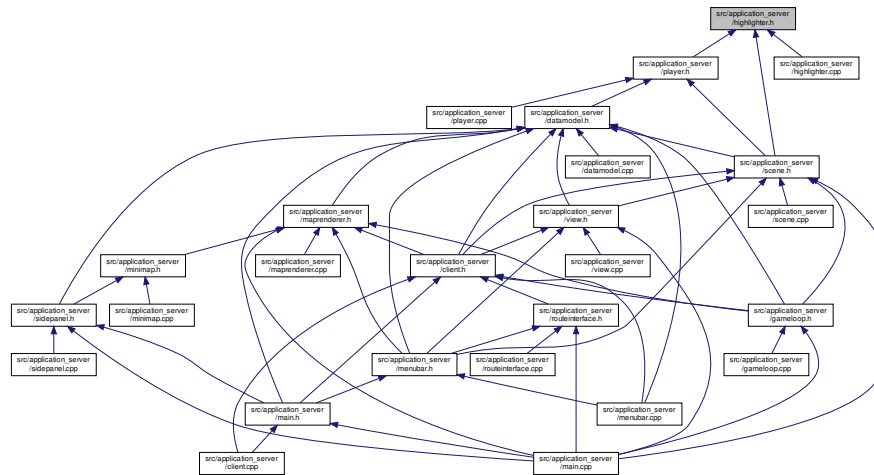 src/application_server
/highlighter.h
src/application_server
/player.h
src/application_server
/highlighter.cpp
src/application_server
/player.cpp
src/application_server
/datamodel.h
src/application_server
/datamodel.cpp
src/application_server
/scene.h
src/application_server
/maprenderer.h
src/application_server
/view.h
src/application_server
/scene.cpp
src/application_server
/minimap.h
src/application_server
/maprenderer.cpp
src/application_server
/client.h
src/application_server
/view.cpp
src/application_server
/sidepanel.h
src/application_server
/minimap.cpp
src/application_server
/routeinterface.h
src/application_server
/gameloop.h
src/application_server
/sidepanel.cpp
src/application_server
/menubar.h
src/application_server
/routeinterface.cpp
src/application_server
/gameloop.cpp
src/application_server
/main.h
src/application_server
/menubar.cpp
src/application_server
/client.cpp
src/application_server
/main.cpp